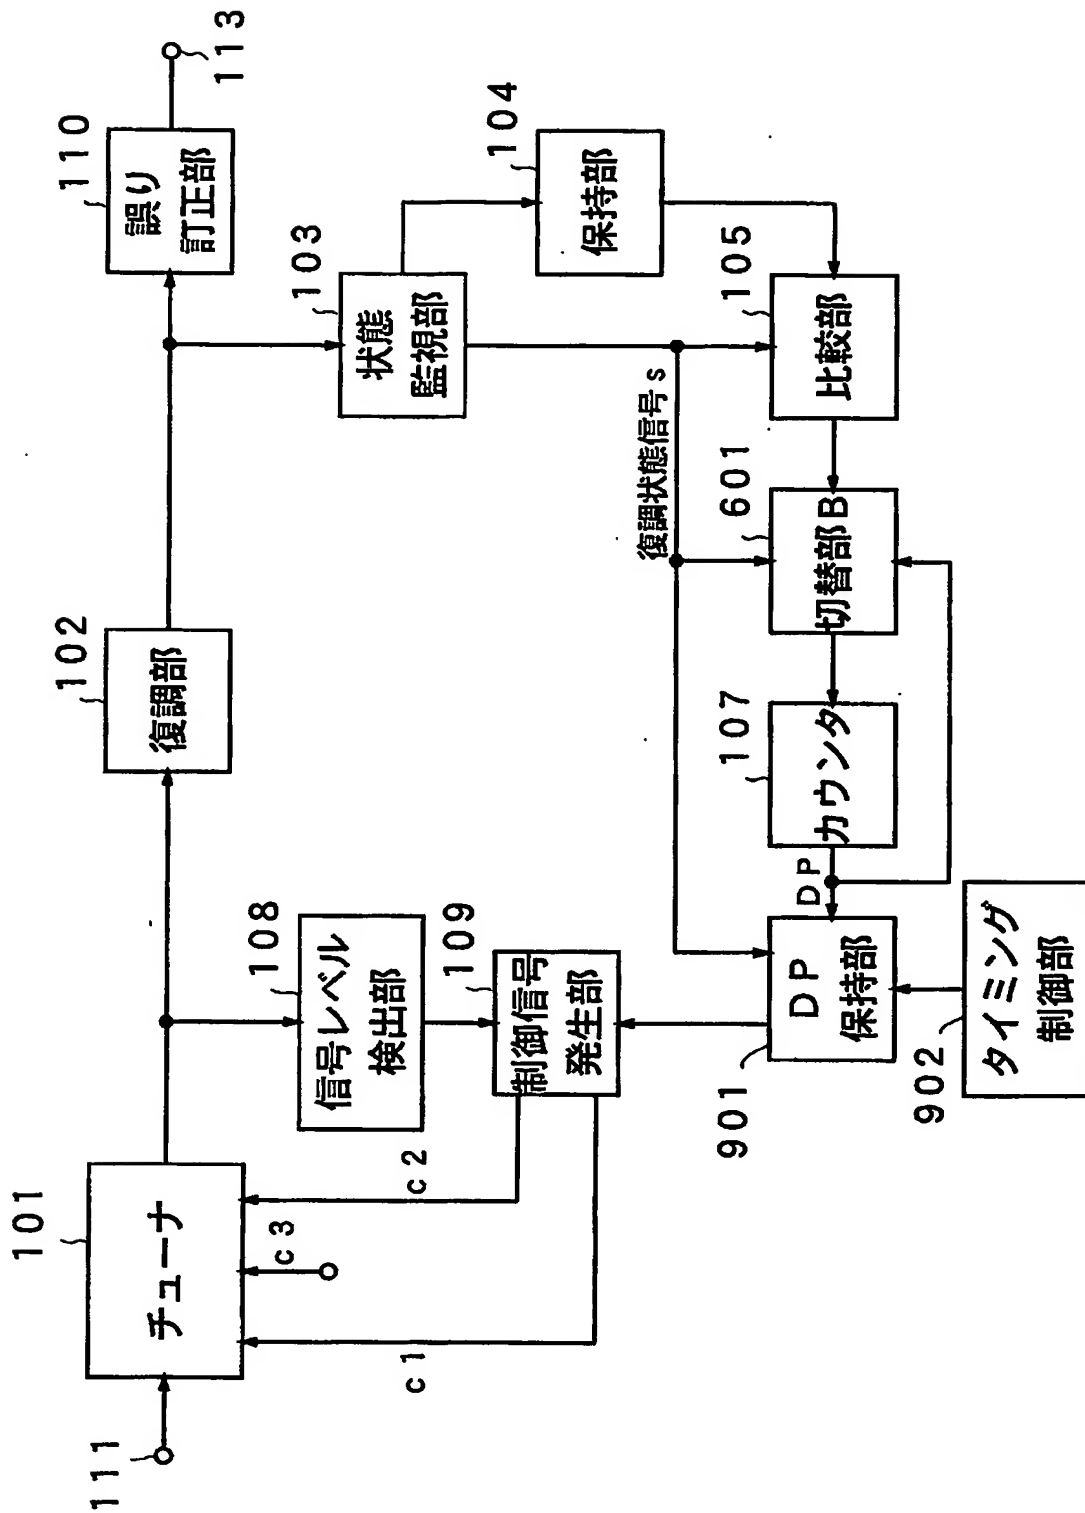 111
101
チューナ
c1
c3
c2
102
復調部
110
誤り
訂正部
113
108
信号レベル
検出部
109
制御信号
発生部
103
状態
監視部
104
保持部
復調状態信号s
901
DP
保持部
DP
107
カウンタ
601
切替部B
105
比較部
902
タイミング
制御部